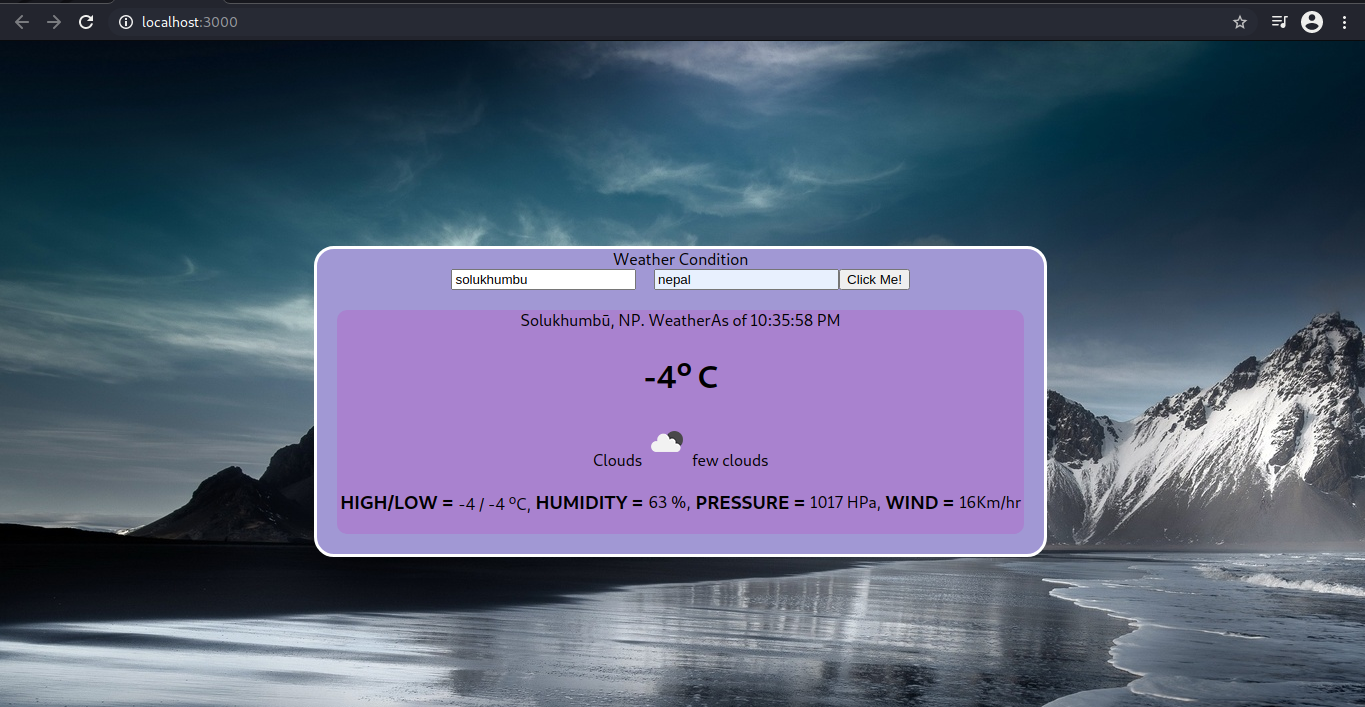 localhost:3000
Weather Condition
solukhumbu nepal Click Me!
Solukhumbū, NP. WeatherAs of 10:35:58 PM
-4º C
Clouds few clouds
HIGH/LOW = -4 / -4 ºC, HUMIDITY = 63 %, PRESSURE = 1017 HPa, WIND = 16Km/hr